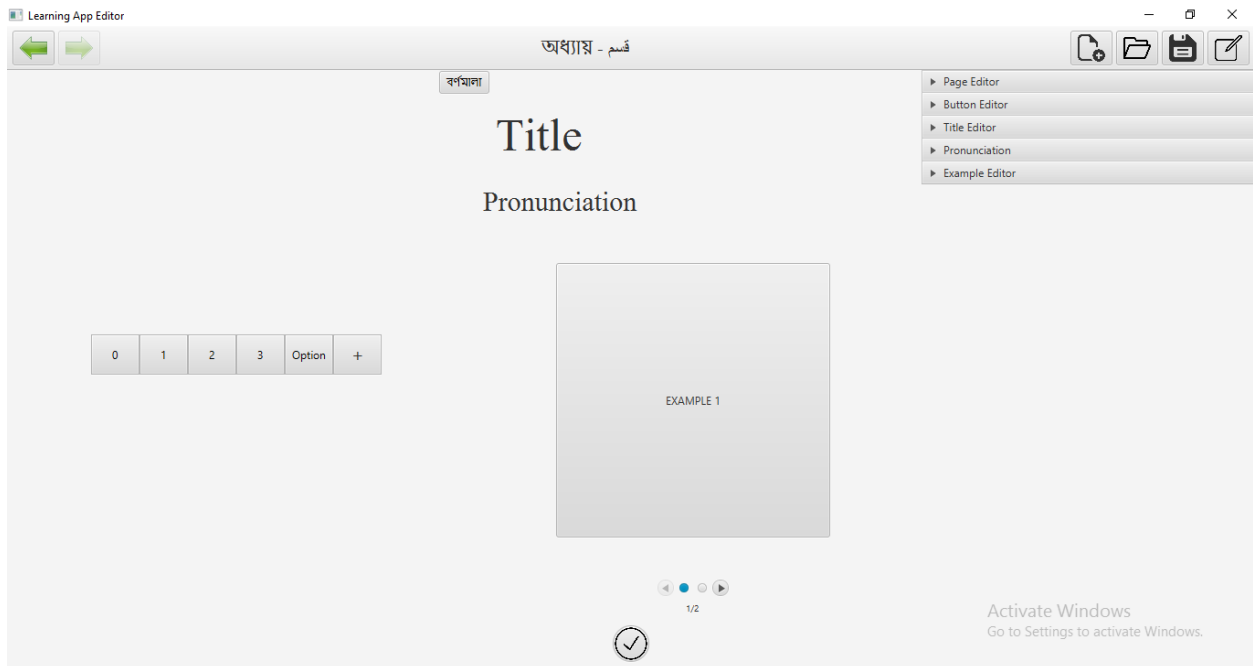 Learning App Editor
অধ্যায় - قسم
বর্ণমালা
Page Editor
Button Editor
Title Editor
Pronunciation
Example Editor
Title
Pronunciation
0 1 2 3 Option +
EXAMPLE 1
1/2
Activate Windows
Go to Settings to activate Windows.